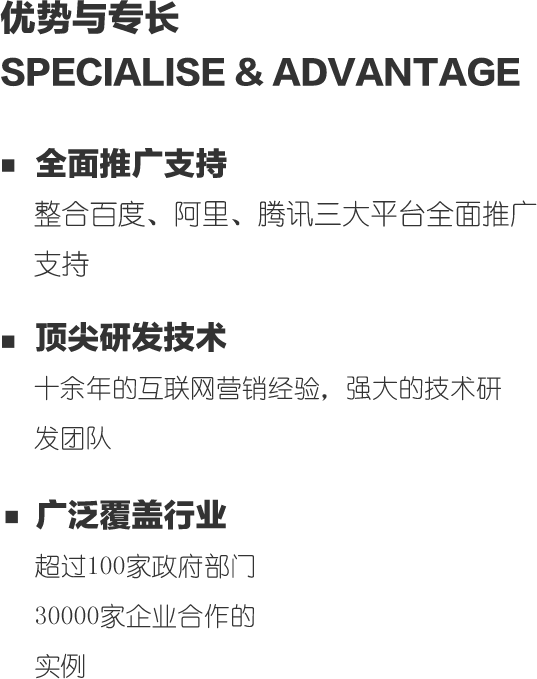 优势与专长
SPECIALISE & ADVANTAGE
■ 全面推广支持
整合百度、阿里、腾讯三大平台全面推广
支持
■ 顶尖研发技术
十余年的互联网营销经验，强大的技术研
发团队
■ 广泛覆盖行业
超过100家政府部门
30000家企业合作的
实例